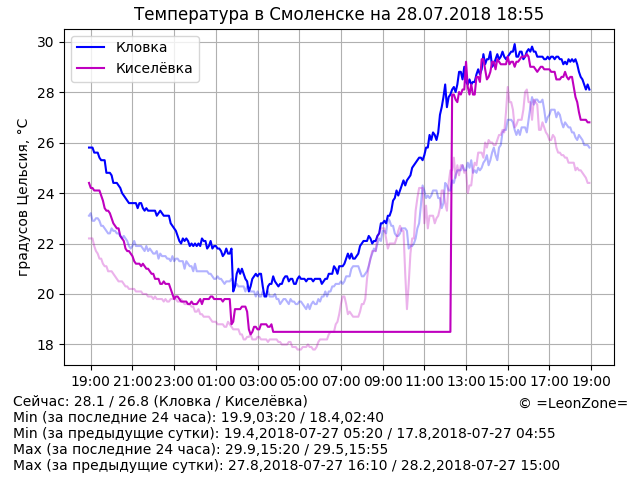 Температура в Смоленске на 28.07.2018 18:55
градусов Цельсия, °C
30
28
26
24
22
20
18
Кловка
Киселёвка
19:00 21:00 23:00 01:00 03:00 05:00 07:00 09:00 11:00 13:00 15:00 17:00 19:00
Сейчас: 28.1 / 26.8 (Кловка / Киселёвка)
© =LeonZone=
Min (за последние 24 часа): 19.9,03:20 / 18.4,02:40
Min (за предыдущие сутки): 19.4,2018-07-27 05:20 / 17.8,2018-07-27 04:55
Max (за последние 24 часа): 29.9,15:20 / 29.5,15:55
Max (за предыдущие сутки): 27.8,2018-07-27 16:10 / 28.2,2018-07-27 15:00